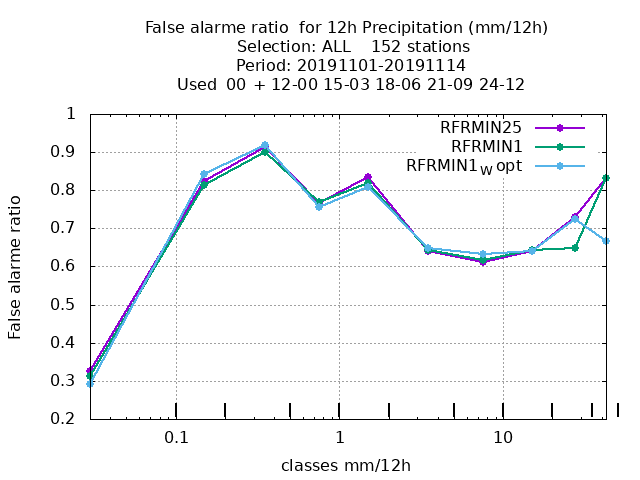 False alarme ratio  for 12h Precipitation (mm/12h)
Selection: ALL    152 stations
Period: 20191101-20191114
Used  00 + 12-00 15-03 18-06 21-09 24-12
RFRMIN25
RFRMIN1
RFRMIN1w opt
1
0.9
0.8
0.7
0.6
0.5
0.4
0.3
0.2
False alarme ratio
0.1 1 10
classes mm/12h